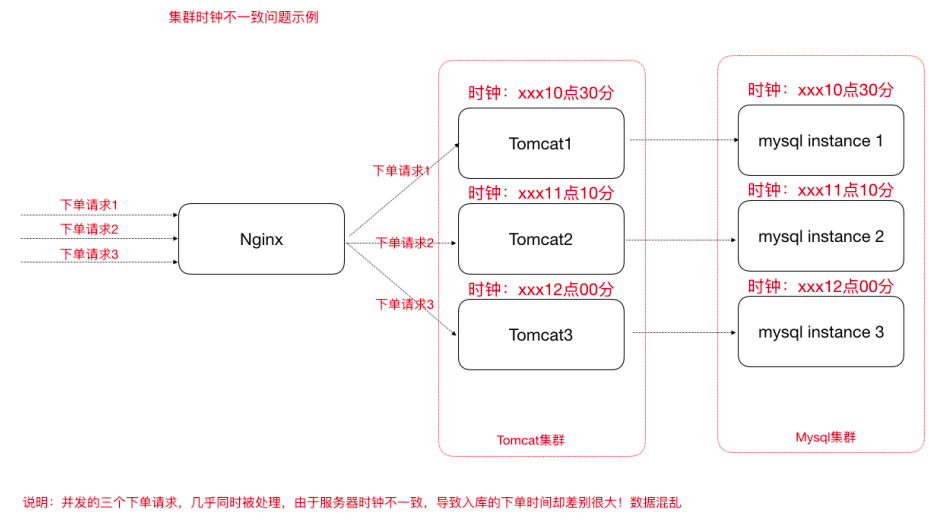 集群时钟不一致问题示例
时钟：xxx10点30分
时钟：xxx10点30分
Tomcat1
mysql instance 1
下单请求1
时钟：xxx11点10分
时钟：xxx11点10分
下单请求1
下单请求2
下单请求3
Nginx
下单请求2
Tomcat2
mysql instance 2
时钟：xxx12点00分
时钟：xxx12点00分
下单请求3
Tomcat3
mysql instance 3
Tomcat集群
Mysql集群
说明：并发的三个下单请求，几乎同时被处理，由于服务器时钟不一致，导致入库的下单时间却差别很大！数据混乱